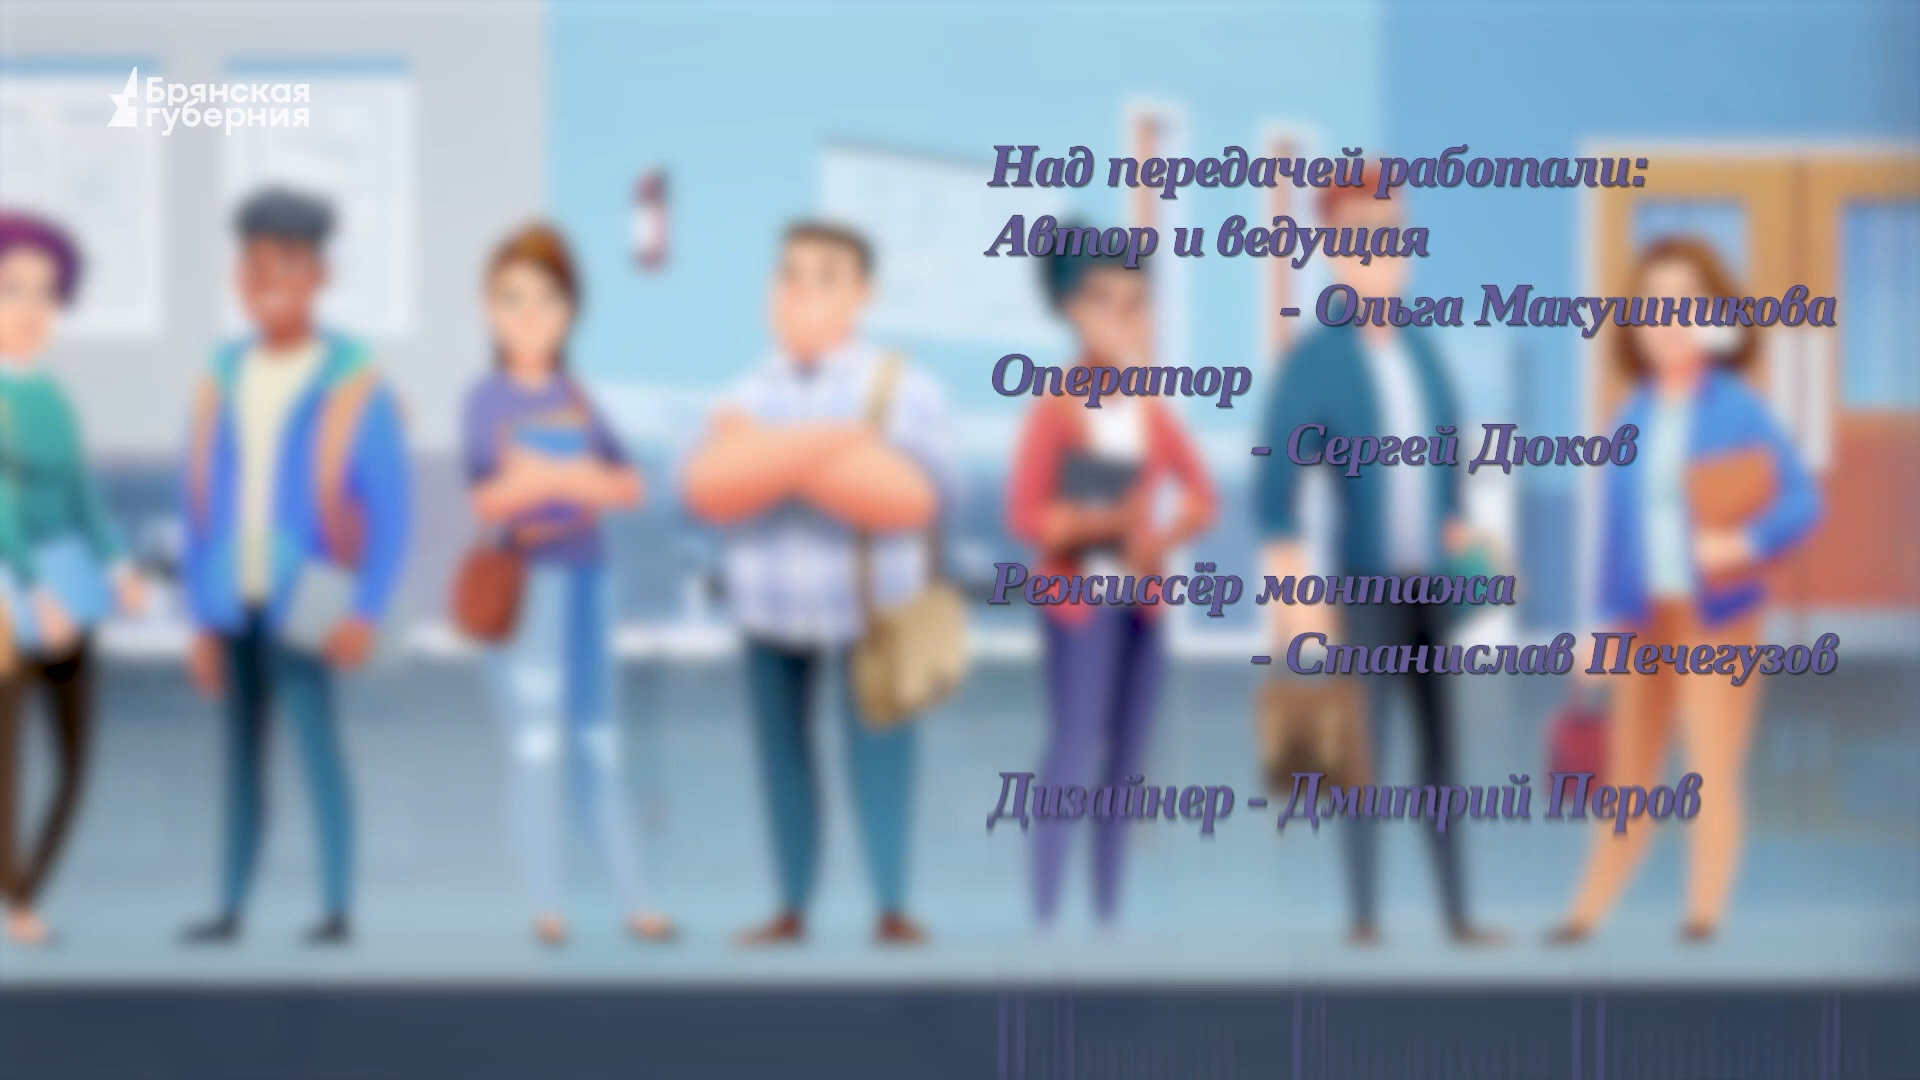 Брянская
губерния
Над передачей работали:
Автор и ведущая
- Ольга Макушникова
Оператор
- Сергей Дюков
Режиссёр монтажа
- Станислав Печегузов
Дизайнер - Дмитрий Перов